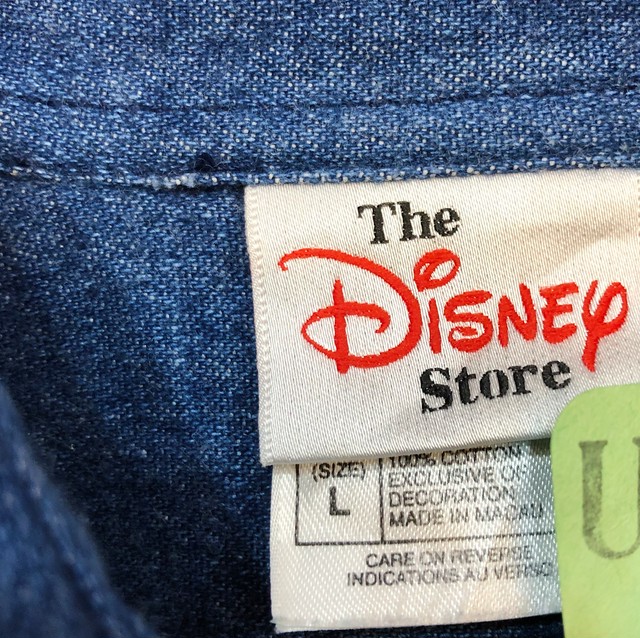 The
Disney
Store
(SIZE)
L
100% COTTON
EXCLUSIVE OF
DECORATION
MADE IN MACAU
CARE ON REVERSE
INDICATIONS AU VERSO
U